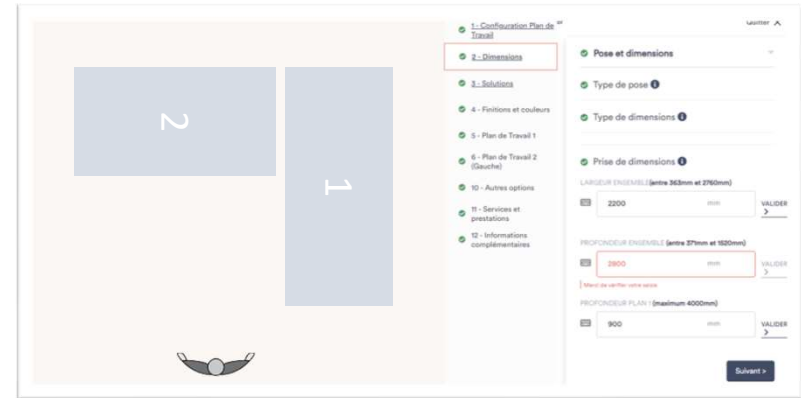 2
1
1 - Configuration Plan de
Travail
2 - Dimensions
3 - Solutions
4 - Finitions et couleurs
5 - Plan de Travail 1
6 - Plan de Travail 2
(Gauche)
10 - Autres options
11 - Services et
prestations
12 - Informations
complémentaires
Quitter
Pose et dimensions
Type de pose
Type de dimensions
Prise de dimensions
LARGEUR ENSEMBLE (entre 363mm et 2760mm)
2200 mm VALIDER >
PROFONDEUR ENSEMBLE (entre 371mm et 1520mm)
2800 mm VALIDER >
Merci de vérifier votre saisie
PROFONDEUR PLAN 1 (maximum 4000mm)
900 mm VALIDER >
Suivant >